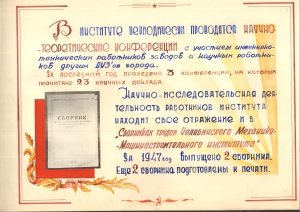 В институте периодически проводятся научно-
-теоретические конференции с участием инженерно-
технических работников заводов и научных работни-
ков других ВУЗ'ов города.
За последний год проведено 3 конференции, на которых
прочитано 23 научных доклада.
Научно-исследовательская дея-
тельность работников института
находит свое отражение и в
Сборниках трудов Челябинского Механико-
Машиностроительного института"
За 1947 год выпущено 2 сборника.
Еще 2 сборника подготовлены к печати.
СБОРНИК